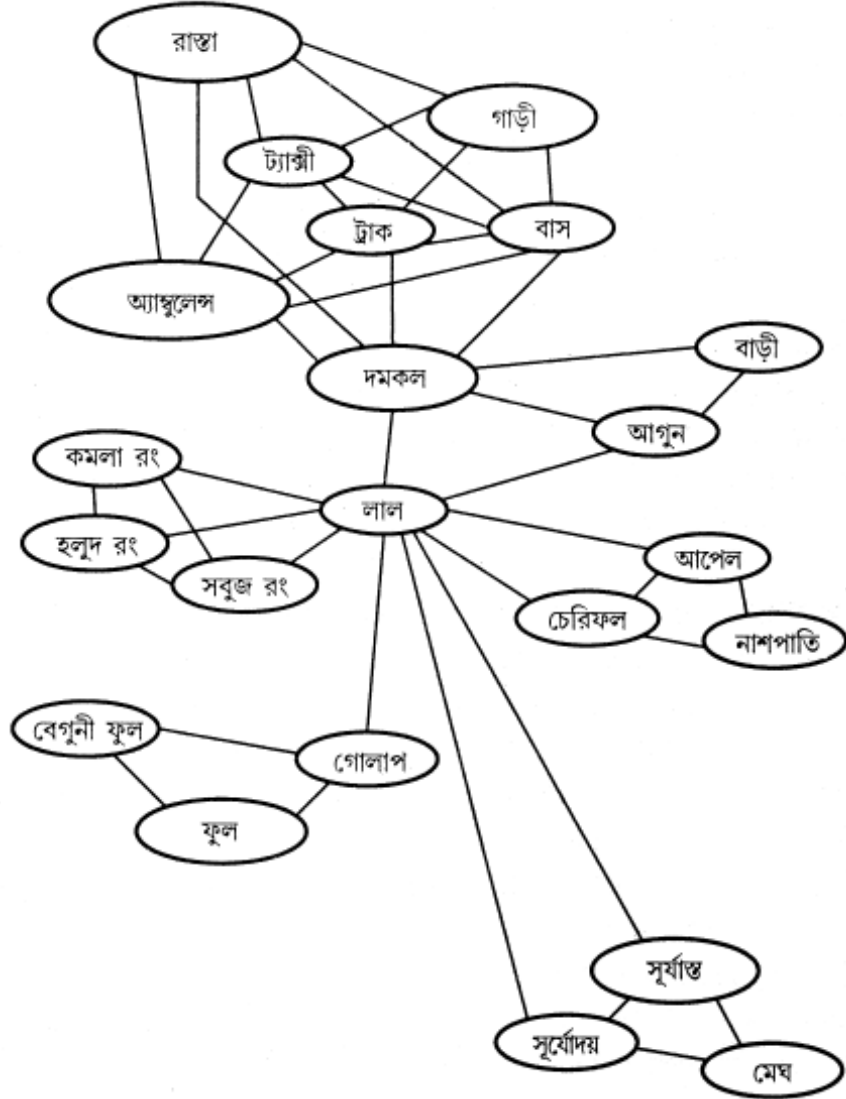 রাস্তা
গাড়ী
ট্যাক্সী
ট্রাক
বাস
অ্যাম্বুলেন্স
বাড়ী
দমকল
আগুন
কমলা রং
লাল
হলুদ রং
আপেল
সবুজ রং
চেরিফল
নাশপাতি
বেগুনী ফুল
গোলাপ
ফুল
সূর্যাস্ত
সূর্যোদয়
মেঘ